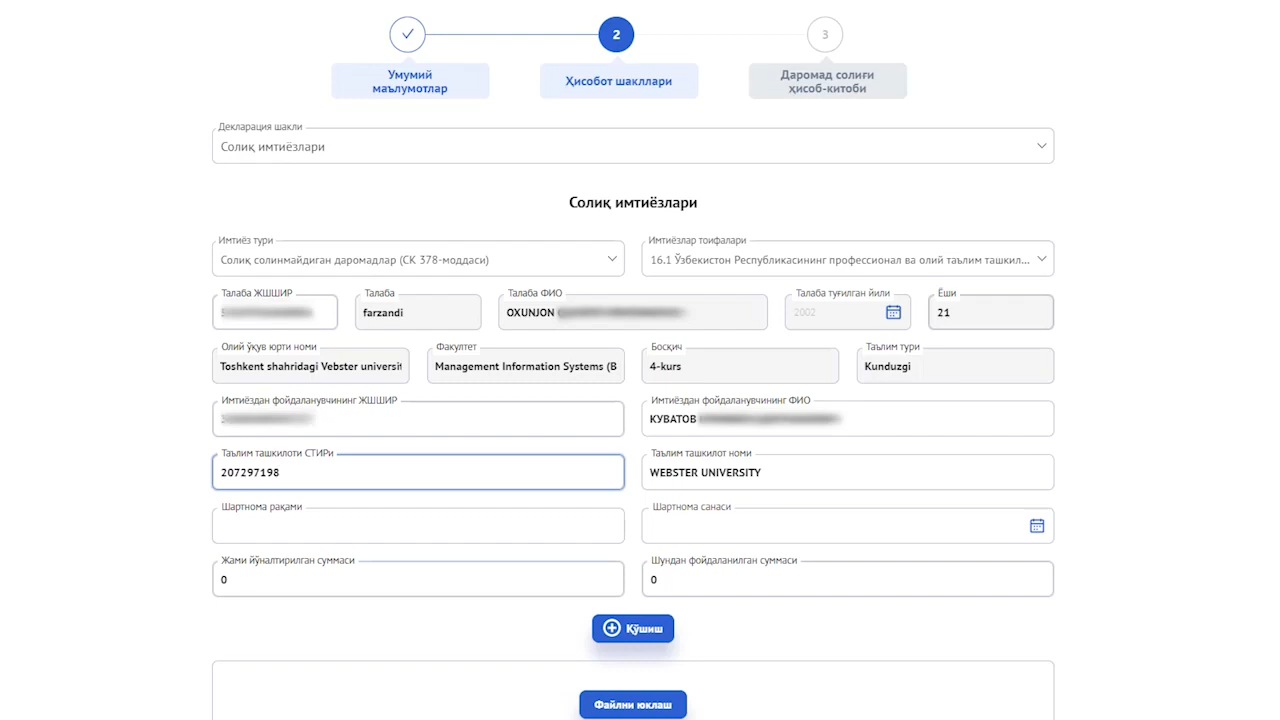 2
3
Умумий
маълумотлар
Ҳисобот шакллари
Даромад солиғи
ҳисоб-китоби
Декларация шакли
Солиқ имтиёзлари
Солиқ имтиёзлари
Имтиёз тури
Имтиёзлар тоифалари
Солиқ солинмайдиган даромадлар (СК 378-моддаси)
16.1 Ўзбекистон Республикасининг профессионал ва олий таълим ташкил...
Талаба ЖШШИР
Талаба
Талаба ФИО
Талаба туғилган йили
Ёши
farzandi
OXUNJON
2002
21
Олий ўқув юрти номи
Факултет
Босқич
Таълим тури
Toshkent shahridagi Vebster universit
Management Information Systems (B
4-kurs
Kunduzgi
Имтиёздан фойдаланувчининг ЖШШИР
Имтиёздан фойдаланувчининг ФИО
КУВАТОВ
Таълим ташкилоти СТИРи
Таълим ташкилот номи
207297198
WEBSTER UNIVERSITY
Шартнома рақами
Шартнома санаси
Жами йўналтирилган суммаси
Шундан фойдаланилган суммаси
0
0
Қўшиш
Файлни юклаш